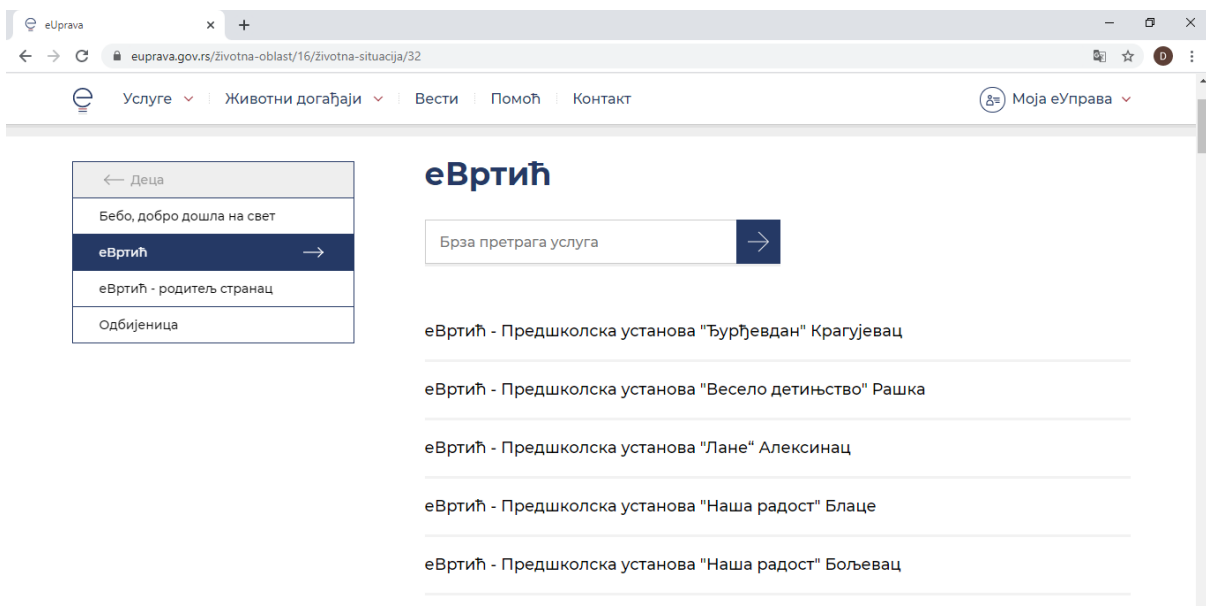 eUprava
euprava.gov.rs/životna-oblast/16/životna-situacija/32
D
Услуге Животни догађаји Вести Помоћ Контакт Моја еУправа
Деца
Бебо, добро дошла на свет
еВртић
еВртић - родитељ странац
Одбијеница
еВртић
Брза претрага услуга
еВртић - Предшколска установа "Ђурђевдан" Крагујевац
еВртић - Предшколска установа "Весело детињство" Рашка
еВртић - Предшколска установа "Лане“ Алексинац
еВртић - Предшколска установа "Наша радост" Блаце
еВртић - Предшколска установа "Наша радост" Бољевац